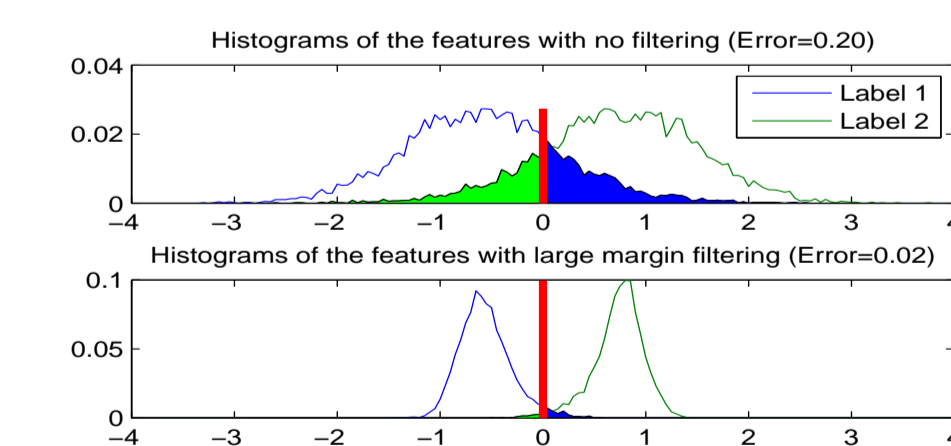 Histograms of the features with no filtering (Error=0.20)
0.04
0.02
0
Label 1
Label 2
−4 −3 −2 −1 0 1 2 3
Histograms of the features with large margin filtering (Error=0.02)
0.1
0.05
0
−4 −3 −2 −1 0 1 2 3 4